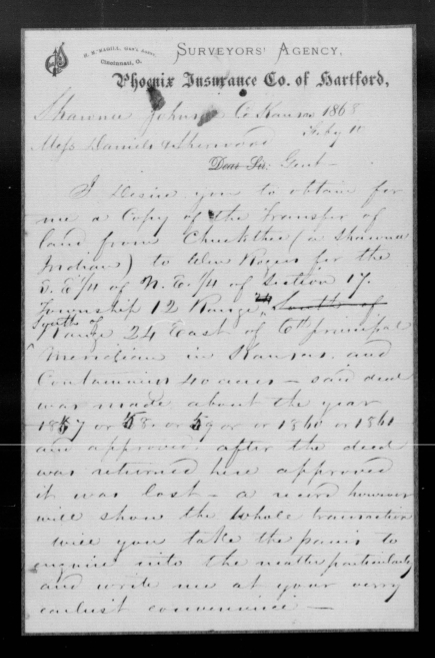 H. M. MAGILL, GEN'L AGENT,
Cincinnati, O.
SURVEYORS' AGENCY,
Phoenix Insurance Co. of Hartford,
Shawnee Johnson Co Kansas 1868
Feby 11
Mess Daniels & Sherwood
Dear Sir Gent –
I desire you to obtain for
me a Copy of the Transfer of
land from (a Shawnee
Indian) to for the
S. E. 1/4 of N. E. 1/4 of Section 17.
Township 12 Range 24 South of
South of
Range 24 East of 6th principal
Meridian in Kansas. and
Containing 40 acres – said deed
was made about the year
1857 or 58 or 59 or or 1860 or 1861
and approved. after the deed
was returned here approved
it was lost – a record however
will show the whole transaction
will you take the pains to
enquire into the matter particularly
and write me at your very
earliest convenience –